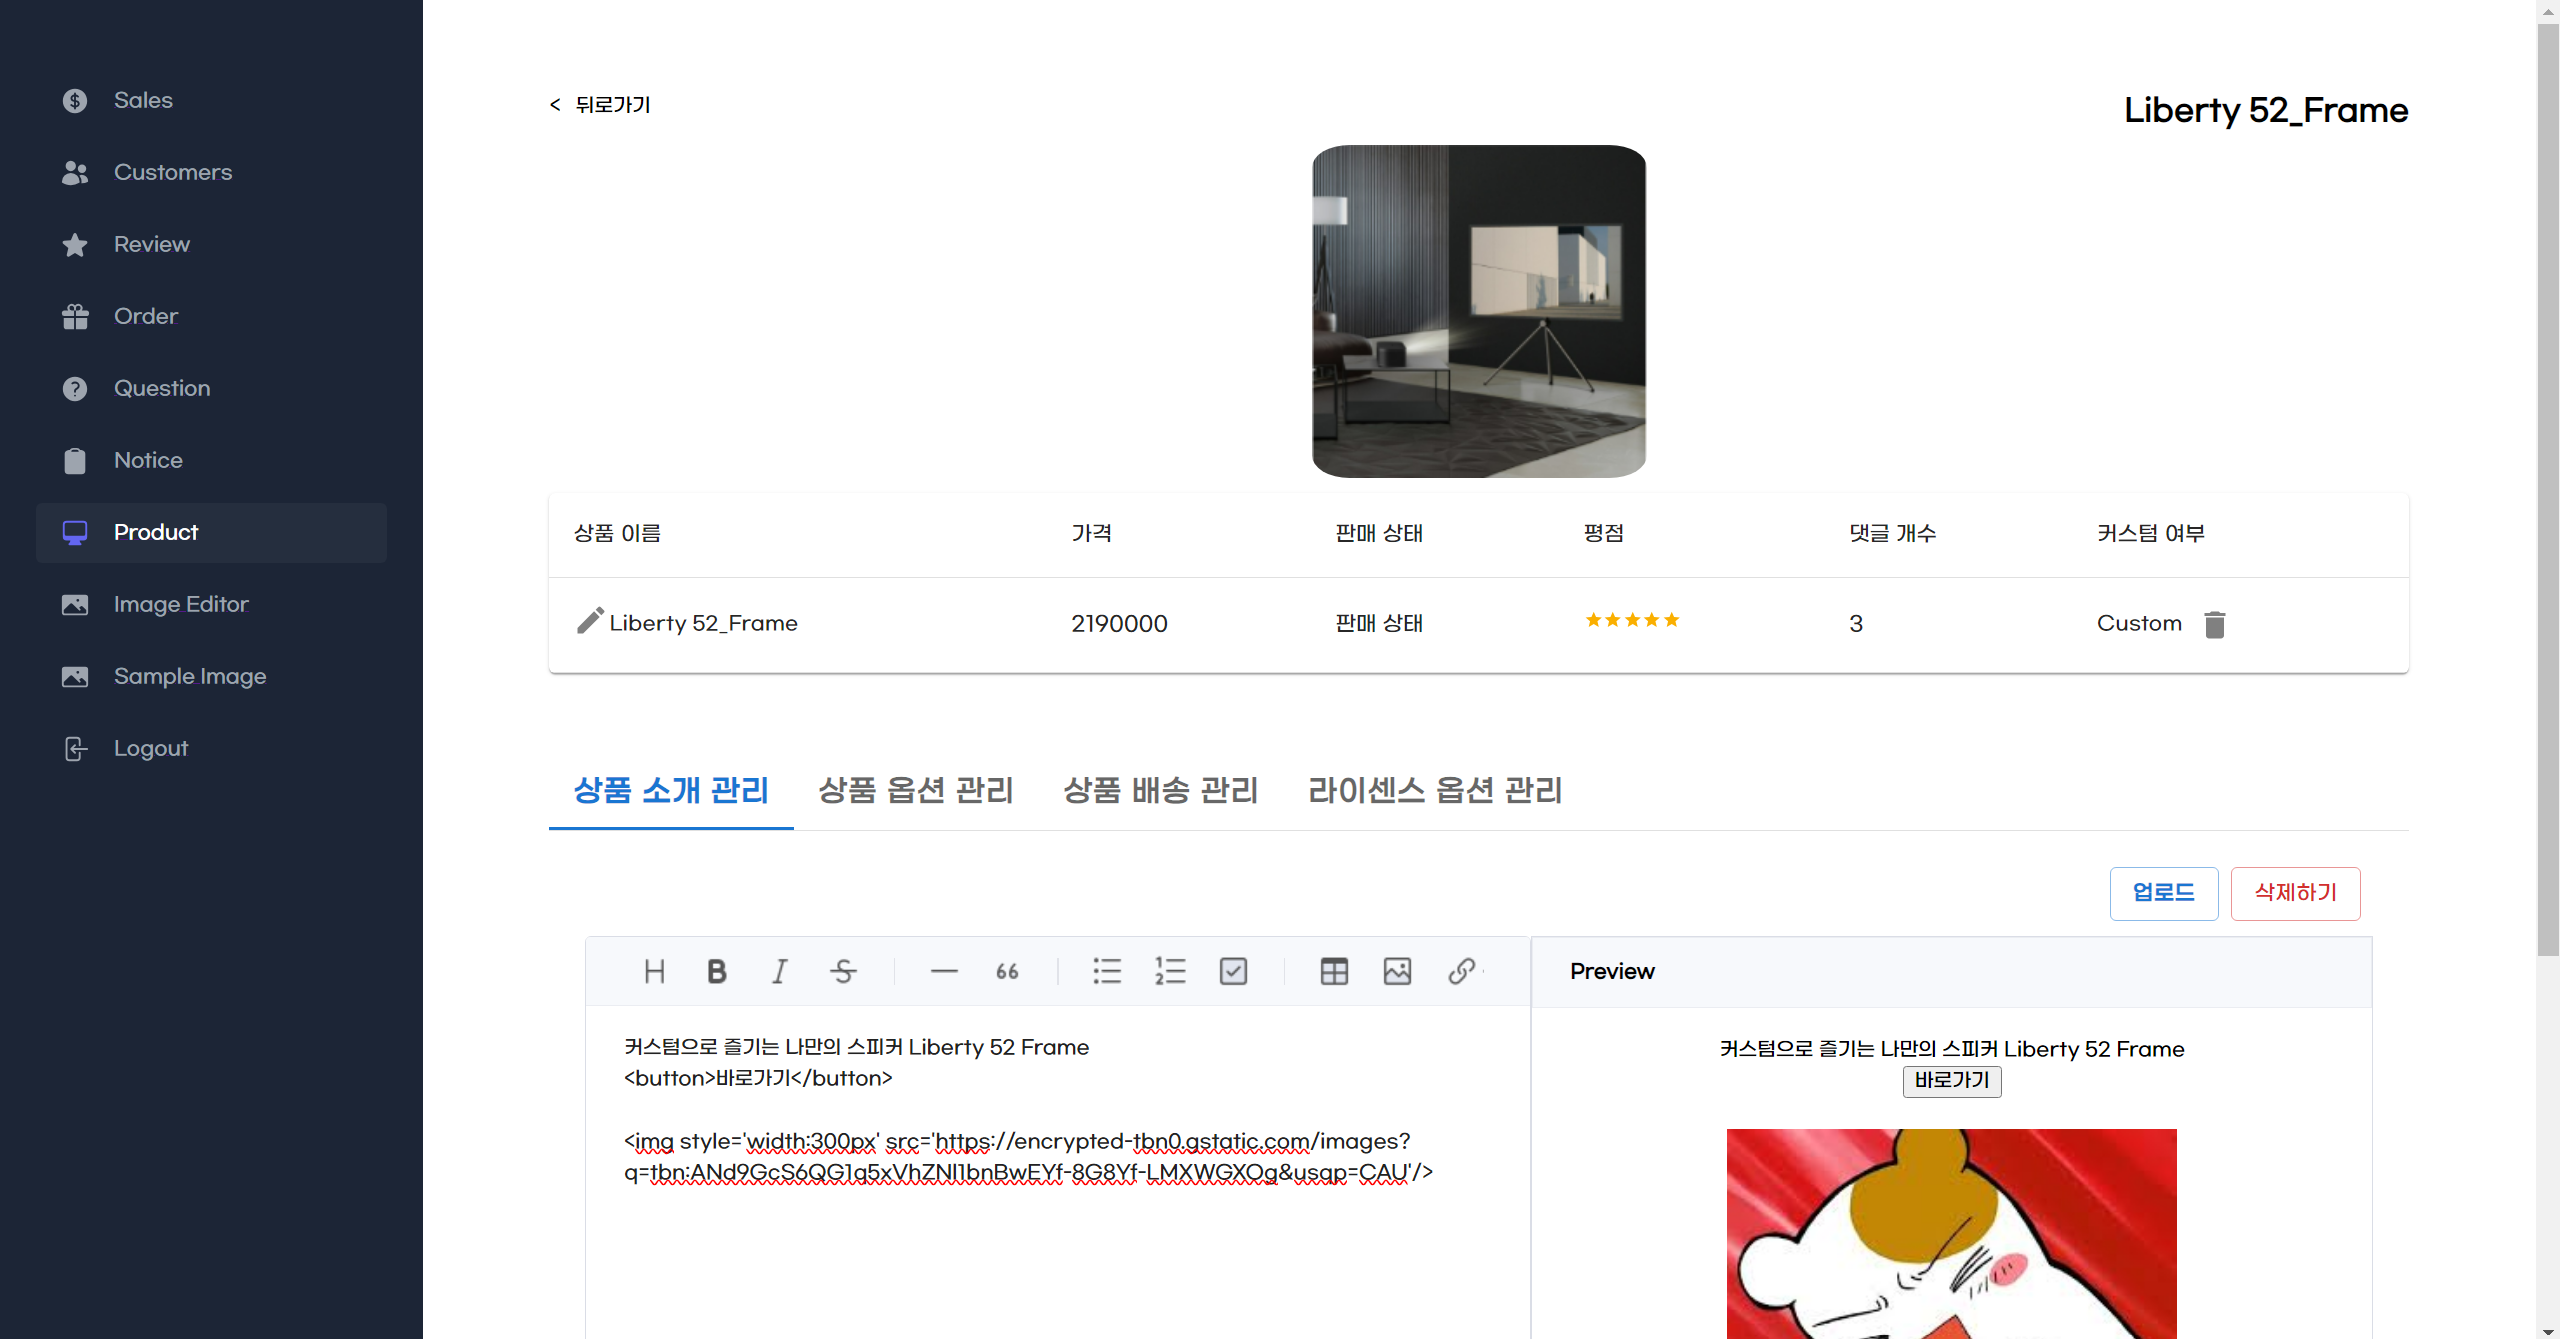 Sales
Customers
Review
Order
Question
Notice
Product
Image Editor
Sample Image
Logout
< 뒤로가기
Liberty 52_Frame
상품 이름 가격 판매 상태 평점 댓글 개수 커스텀 여부
Liberty 52_Frame 2190000 판매 상태 ★★★★★ 3 Custom
상품 소개 관리 상품 옵션 관리 상품 배송 관리 라이센스 옵션 관리
업로드 삭제하기
Preview
커스텀으로 즐기는 나만의 스피커 Liberty 52 Frame
<button>바로가기</button>
<img style='width:300px' src='https://encrypted-tbn0.gstatic.com/images?
q=tbn:ANd9GcS6QG1g5xVhZNI1bnBwEYf-8G8Yf-LMXWGXOg&usqp=CAU'/>
커스텀으로 즐기는 나만의 스피커 Liberty 52 Frame
바로가기